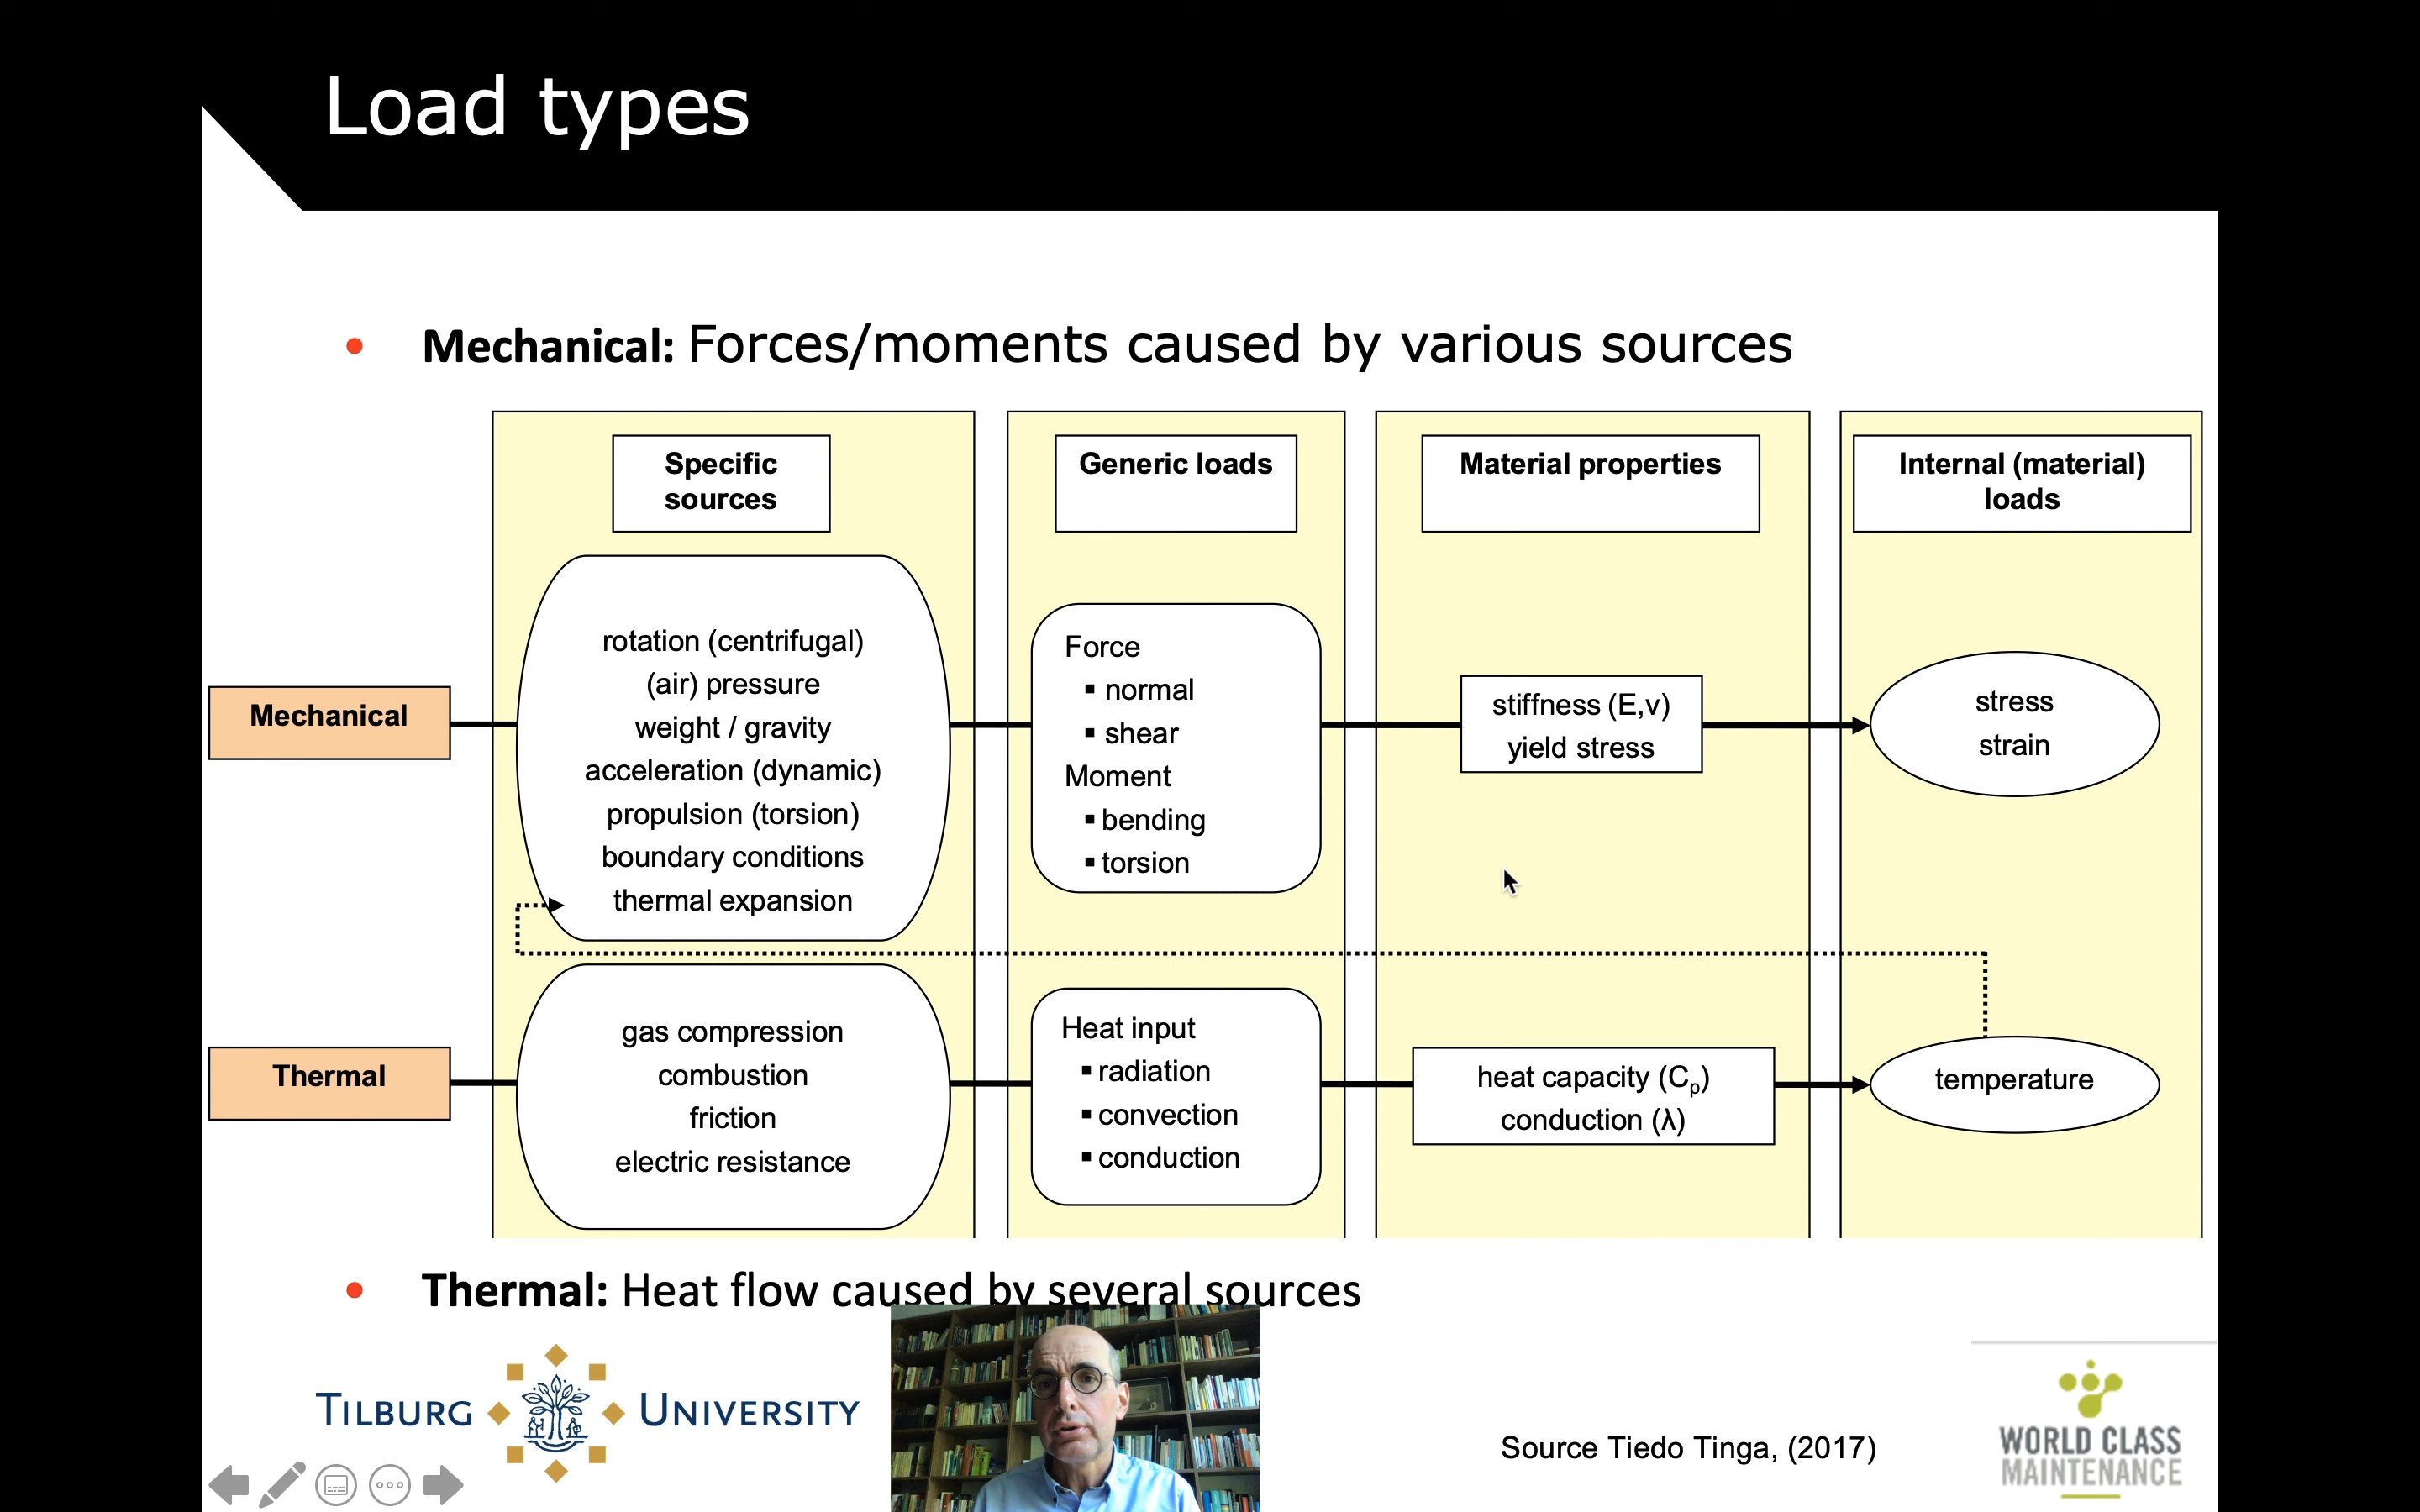 Load types
• Mechanical: Forces/moments caused by various sources
Specific
sources
Generic loads
Material properties
Internal (material)
loads
Mechanical
rotation (centrifugal)
(air) pressure
weight / gravity
acceleration (dynamic)
propulsion (torsion)
boundary conditions
thermal expansion
Force
▪ normal
▪ shear
Moment
▪ bending
▪ torsion
stiffness (E,ν)
yield stress
stress
strain
Thermal
gas compression
combustion
friction
electric resistance
Heat input
▪ radiation
▪ convection
▪ conduction
heat capacity (Cp)
conduction (λ)
temperature
• Thermal: Heat flow caused by several sources
TILBURG UNIVERSITY
Source Tiedo Tinga, (2017)
WORLD CLASS
MAINTENANCE